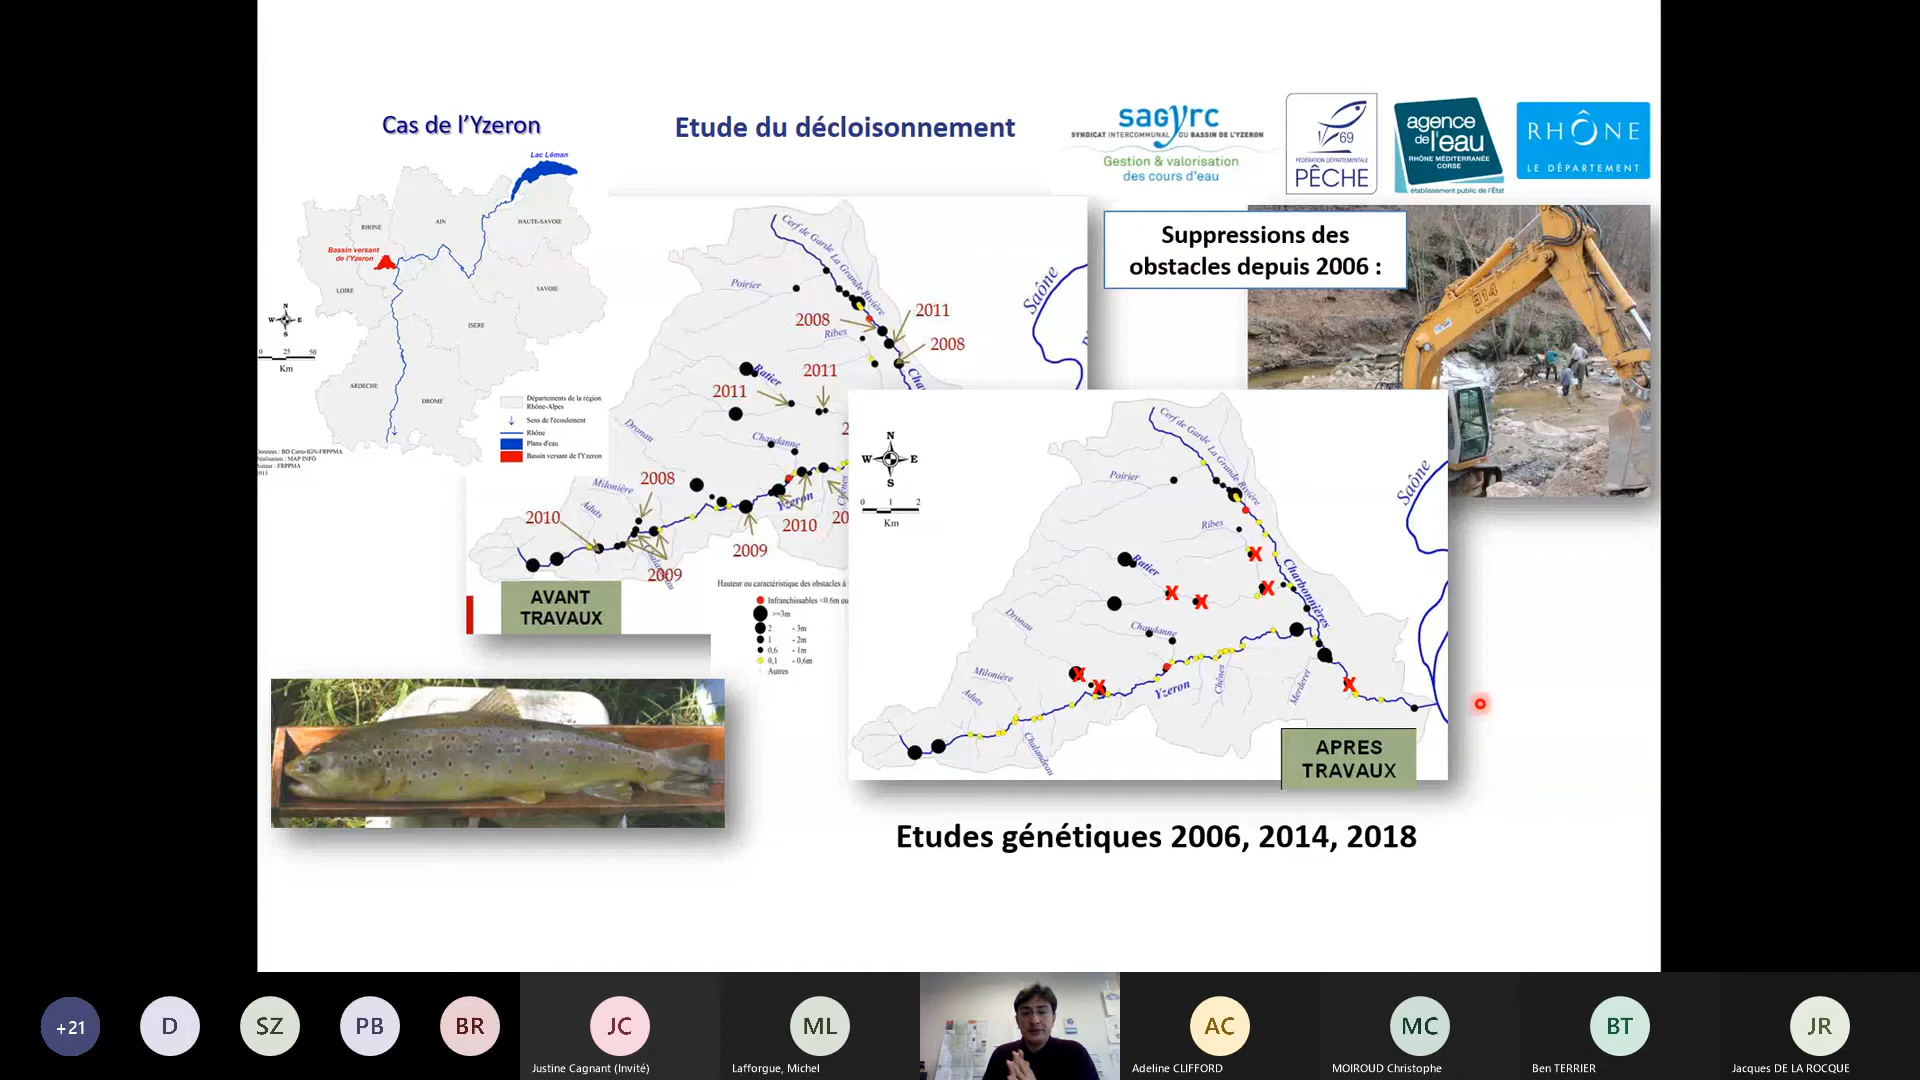 Cas de l'Yzeron
Etude du décloisonnement
sagyrc
SYNDICAT INTERCOMMUNAL DU BASSIN DE L'YZERON
Gestion & valorisation
des cours d'eau
69
FÉDÉRATION DÉPARTEMENTALE
PÊCHE
agence
de l'eau
RHÔNE MÉDITERRANÉE
CORSE
établissement public de l'État
RHÔNE
LE DÉPARTEMENT
Lac Léman
RHONE
AIN
HAUTE-SAVOIE
Bassin versant
de l'Yzeron
LOIRE
SAVOIE
ISERE
ARDECHE
DROME
N
W E
S
0 25 50
Km
Départements de la région
Rhône-Alpes
Sens de l'écoulement
Rhône
Plans d'eau
Bassin versant de l'Yzeron
Données : BD Carto-IGN-FRPPMA
Réalisation : MAP INFO
Auteur : FRPPMA
2011
Cerf de Garde
La Grande Rivière
Poirier
Ribes
Ratier
Chaudanne
Dronau
Milonière
Aduts
Yzeron
Chênes
Saône
2008
2011
2008
2011
2011
2008
2010
2009
2009
2010
20
2
AVANT
TRAVAUX
Hauteur ou caractéristique des obstacles à
Infranchissables <0.6m ou
>=3m
2 - 3m
1 - 2m
0,6 - 1m
0,1 - 0,6m
Autres
Suppressions des
obstacles depuis 2006 :
914
N
W E
S
0 1 2
Km
Cerf de Garde
La Grande Rivière
Poirier
Ribes
Ratier
Charbonnières
Dronau
Chaudanne
Milonière
Aduts
Yzeron
Chênes
Merderet
Chalandeau
Saône
X
X
X
X
X
X
X
APRES
TRAVAUX
Etudes génétiques 2006, 2014, 2018
+21
D
SZ
PB
BR
JC
Justine Cagnant (Invité)
ML
Lafforgue, Michel
AC
Adeline CLIFFORD
MC
MOIROUD Christophe
BT
Ben TERRIER
JR
Jacques DE LA ROCQUE